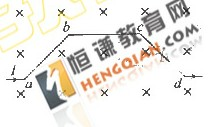 × × × ×
b c
恒谦教育网
× × × ×
HENGQIAN.COM
I a d
× × × ×